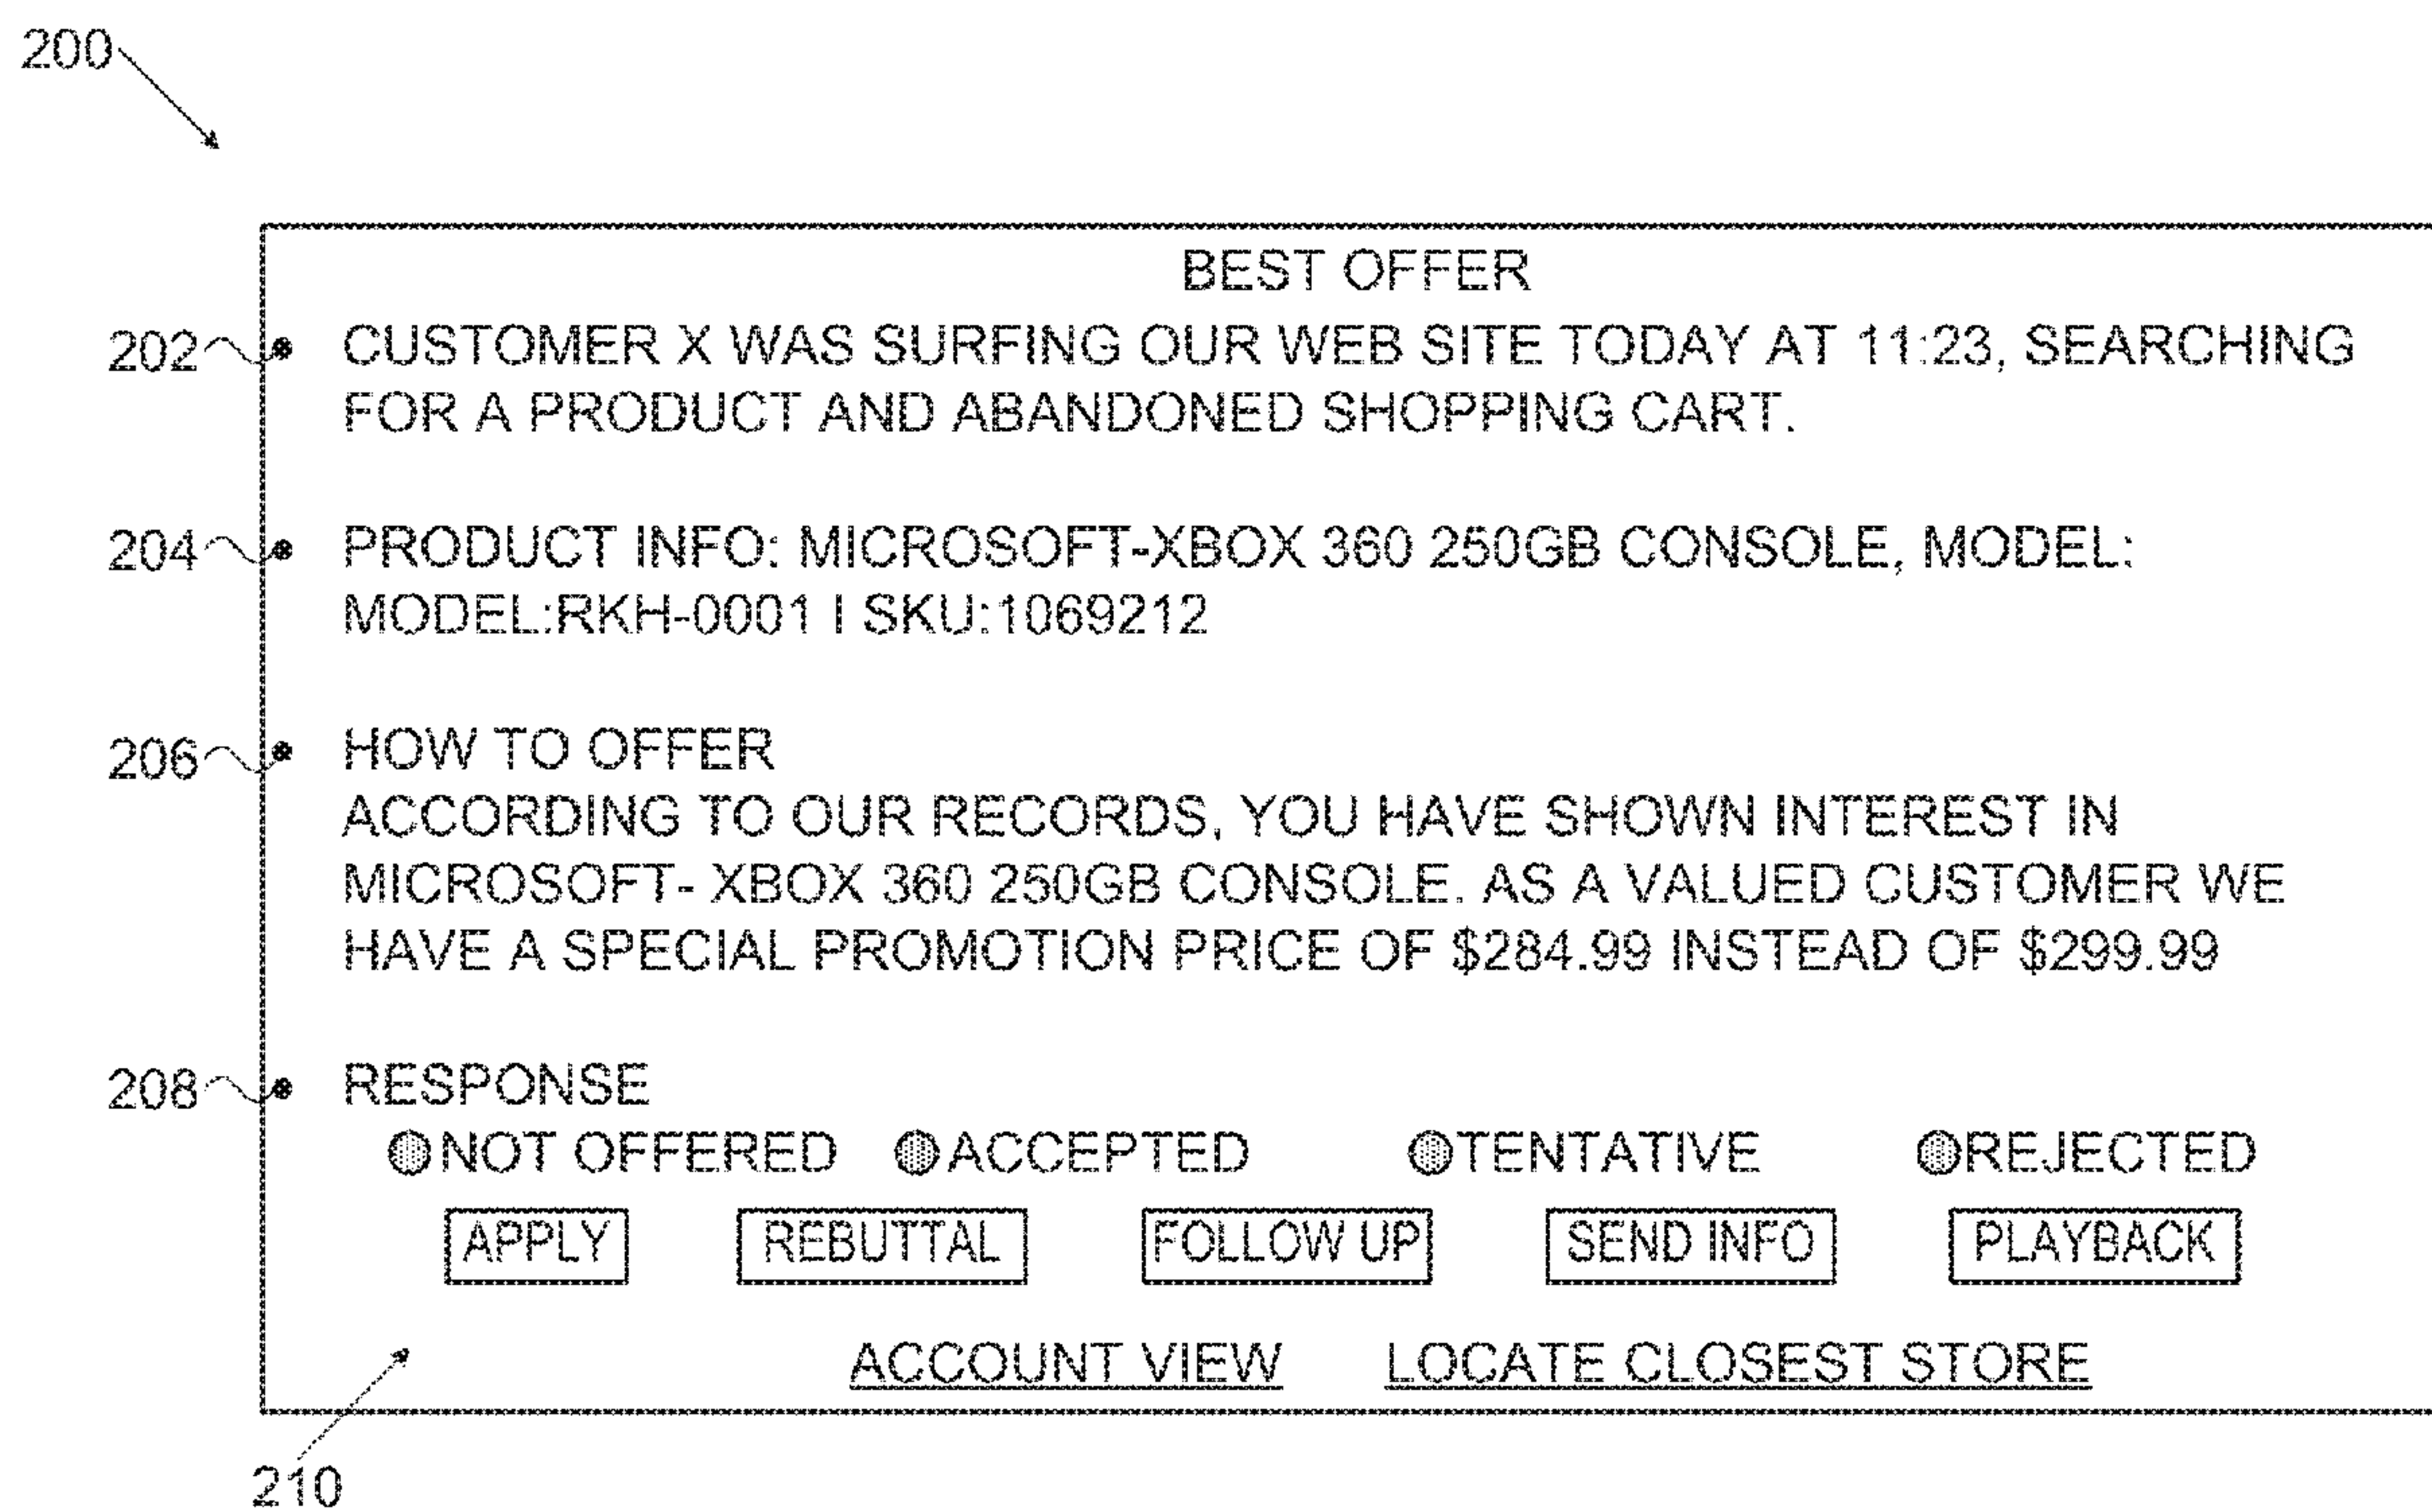 200
BEST OFFER
202 CUSTOMER X WAS SURFING OUR WEB SITE TODAY AT 11:23, SEARCHING
FOR A PRODUCT AND ABANDONED SHOPPING CART.
204 PRODUCT INFO: MICROSOFT-XBOX 360 250GB CONSOLE, MODEL:
MODEL:RKH-0001 I SKU:1069212
206 HOW TO OFFER
ACCORDING TO OUR RECORDS, YOU HAVE SHOWN INTEREST IN
MICROSOFT- XBOX 360 250GB CONSOLE. AS A VALUED CUSTOMER WE
HAVE A SPECIAL PROMOTION PRICE OF $284.99 INSTEAD OF $299.99
208 RESPONSE
NOT OFFERED ACCEPTED TENTATIVE REJECTED
APPLY REBUTTAL FOLLOW UP SEND INFO PLAYBACK
ACCOUNT VIEW LOCATE CLOSEST STORE
210